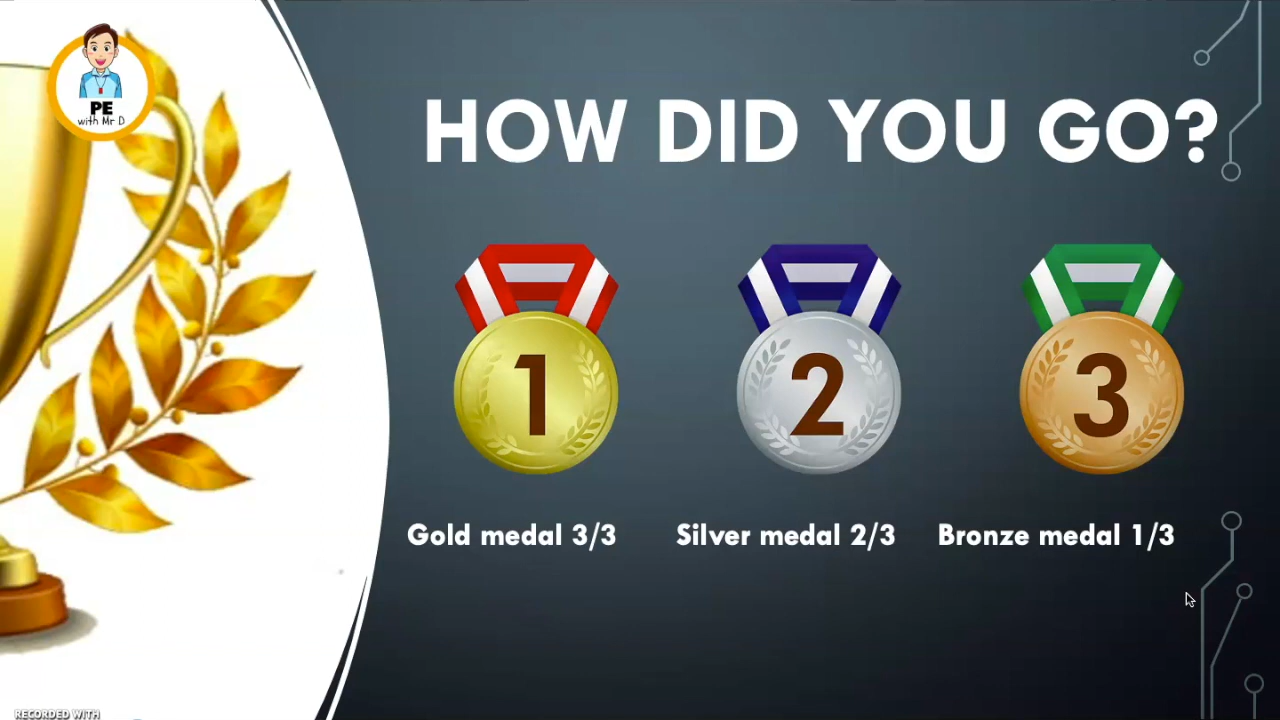 PE
with Mr D
HOW DID YOU GO?
1
2
3
Gold medal 3/3
Silver medal 2/3
Bronze medal 1/3
RECORDED WITH